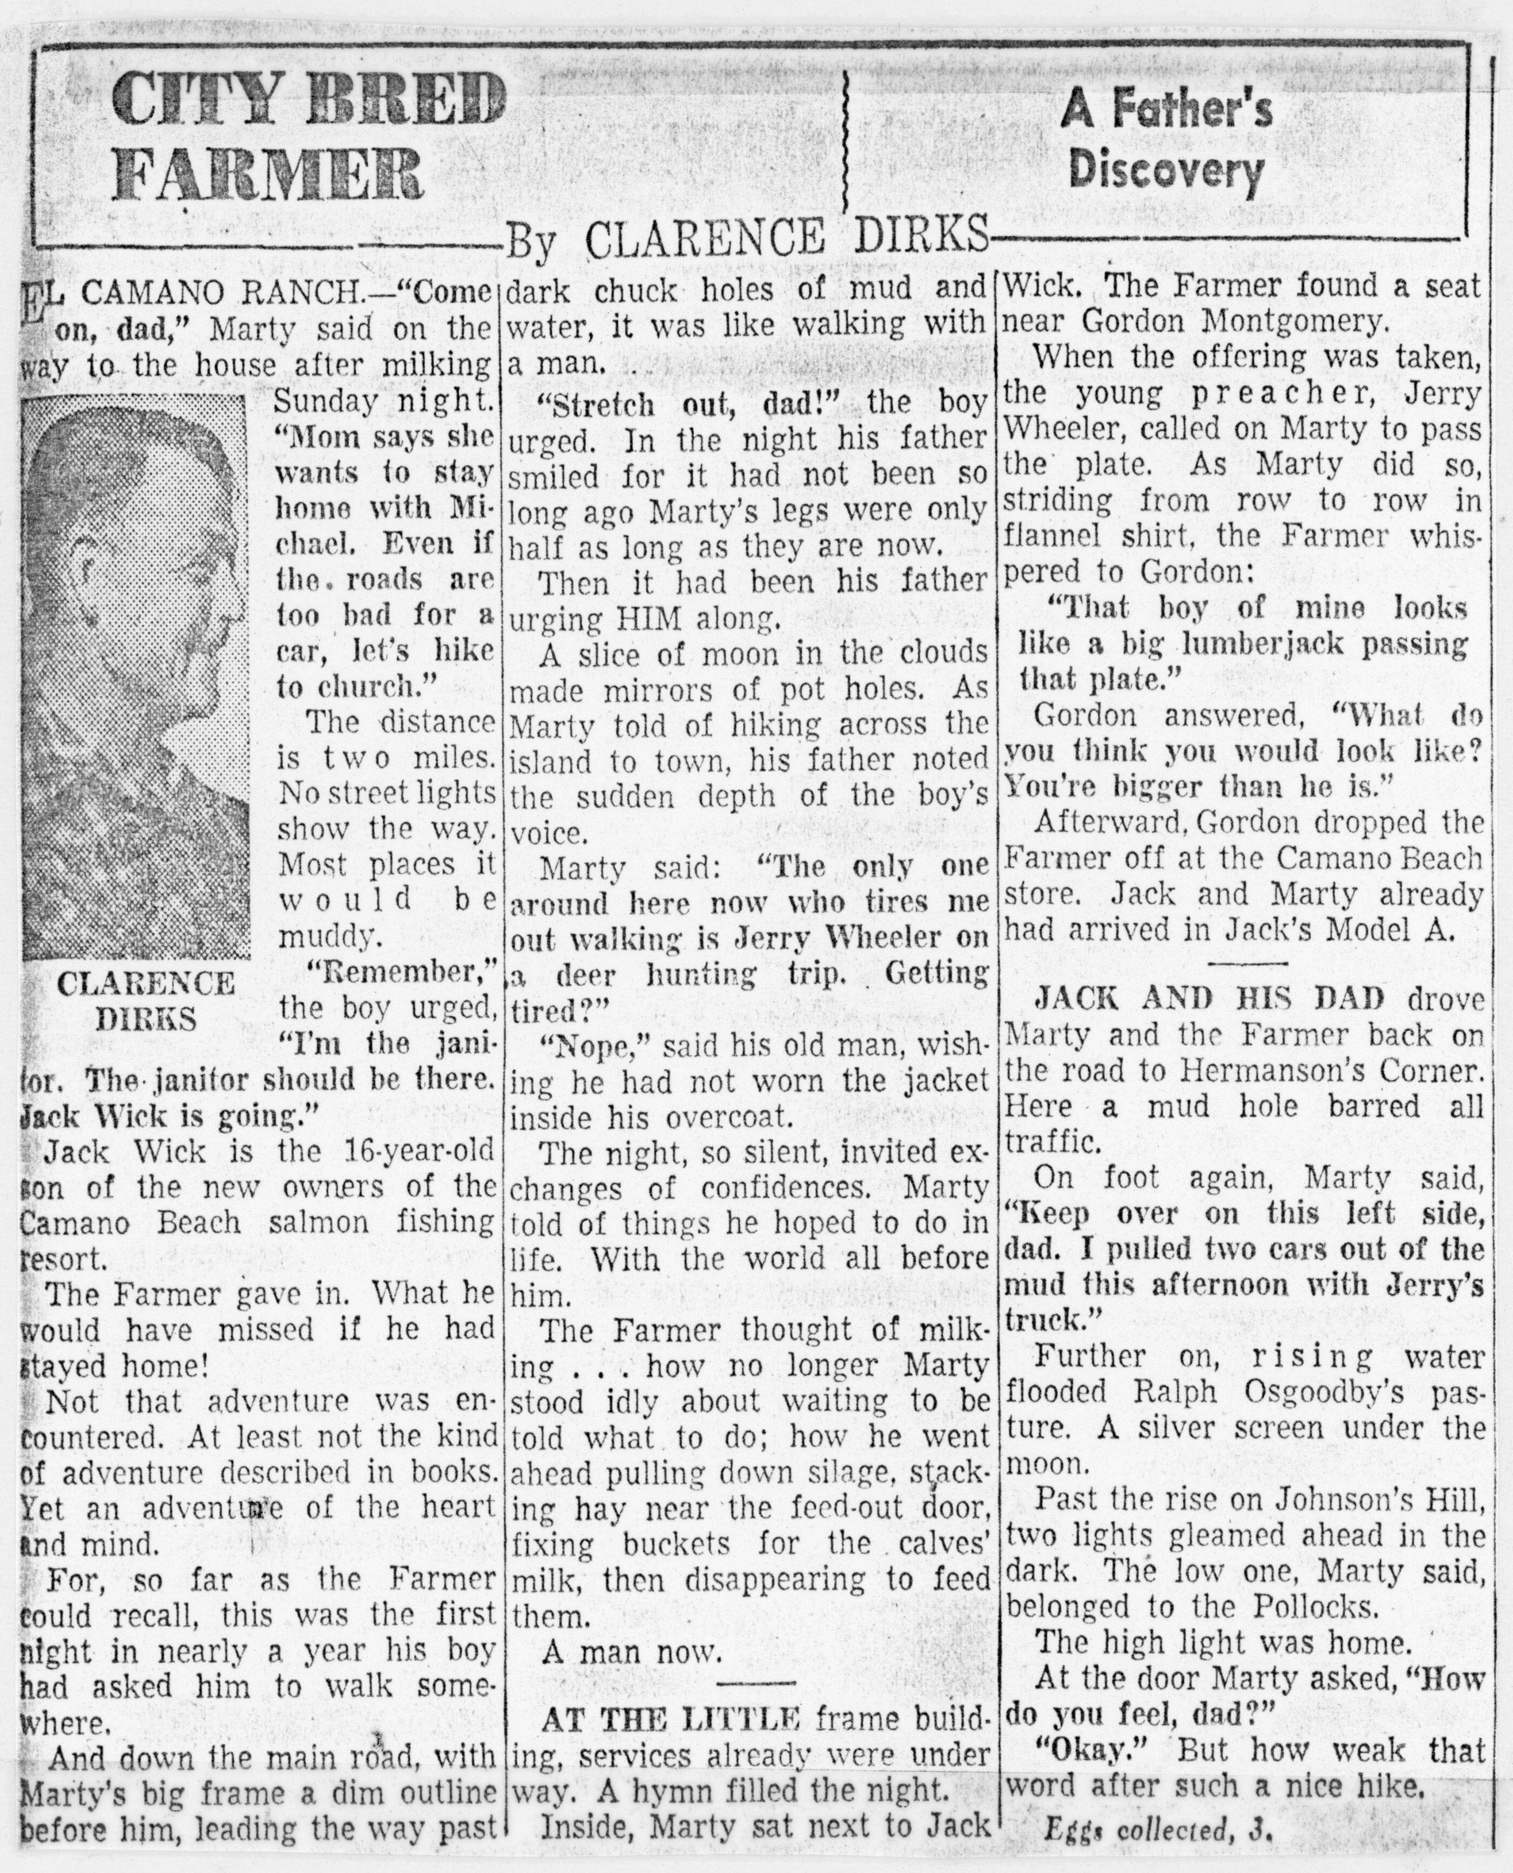 CITY BRED
FARMER
A Father's
Discovery
By CLARENCE DIRKS
EL CAMANO RANCH.—“Come
on, dad,” Marty said on the
way to the house after milking
Sunday night.
“Mom says she
wants to stay
home with Mi-
chael. Even if
the roads are
too bad for a
car, let's hike
to church.”
The distance
is two miles.
No street lights
show the way.
Most places it
would be
muddy.
“Remember,”
the boy urged,
“I'm the jani-
CLARENCE
DIRKS
tor. The janitor should be there.
Jack Wick is going.”
Jack Wick is the 16-year-old
son of the new owners of the
Camano Beach salmon fishing
resort.
The Farmer gave in. What he
would have missed if he had
stayed home!
Not that adventure was en-
countered. At least not the kind
of adventure described in books.
Yet an adventure of the heart
and mind.
For, so far as the Farmer
could recall, this was the first
night in nearly a year his boy
had asked him to walk some-
where.
And down the main road, with
Marty's big frame a dim outline
before him, leading the way past
dark chuck holes of mud and
water, it was like walking with
a man.
“Stretch out, dad!” the boy
urged. In the night his father
smiled for it had not been so
long ago Marty's legs were only
half as long as they are now.
Then it had been his father
urging HIM along.
A slice of moon in the clouds
made mirrors of pot holes. As
Marty told of hiking across the
island to town, his father noted
the sudden depth of the boy's
voice.
Marty said: “The only one
around here now who tires me
out walking is Jerry Wheeler on
a deer hunting trip. Getting
tired?”
“Nope,” said his old man, wish-
ing he had not worn the jacket
inside his overcoat.
The night, so silent, invited ex-
changes of confidences. Marty
told of things he hoped to do in
life. With the world all before
him.
The Farmer thought of milk-
ing . . . how no longer Marty
stood idly about waiting to be
told what to do; how he went
ahead pulling down silage, stack-
ing hay near the feed-out door,
fixing buckets for the calves'
milk, then disappearing to feed
them.
A man now.
AT THE LITTLE frame build-
ing, services already were under
way. A hymn filled the night.
Inside, Marty sat next to Jack
Wick. The Farmer found a seat
near Gordon Montgomery.
When the offering was taken,
the young preacher, Jerry
Wheeler, called on Marty to pass
the plate. As Marty did so,
striding from row to row in
flannel shirt, the Farmer whis-
pered to Gordon:
“That boy of mine looks
like a big lumberjack passing
that plate.”
Gordon answered, “What do
you think you would look like?
You're bigger than he is.”
Afterward, Gordon dropped the
Farmer off at the Camano Beach
store. Jack and Marty already
had arrived in Jack's Model A.
JACK AND HIS DAD drove
Marty and the Farmer back on
the road to Hermanson's Corner.
Here a mud hole barred all
traffic.
On foot again, Marty said,
“Keep over on this left side,
dad. I pulled two cars out of the
mud this afternoon with Jerry's
truck.”
Further on, rising water
flooded Ralph Osgoodby's pas-
ture. A silver screen under the
moon.
Past the rise on Johnson's Hill,
two lights gleamed ahead in the
dark. The low one, Marty said,
belonged to the Pollocks.
The high light was home.
At the door Marty asked, “How
do you feel, dad?”
“Okay.” But how weak that
word after such a nice hike.
Eggs collected, 3.